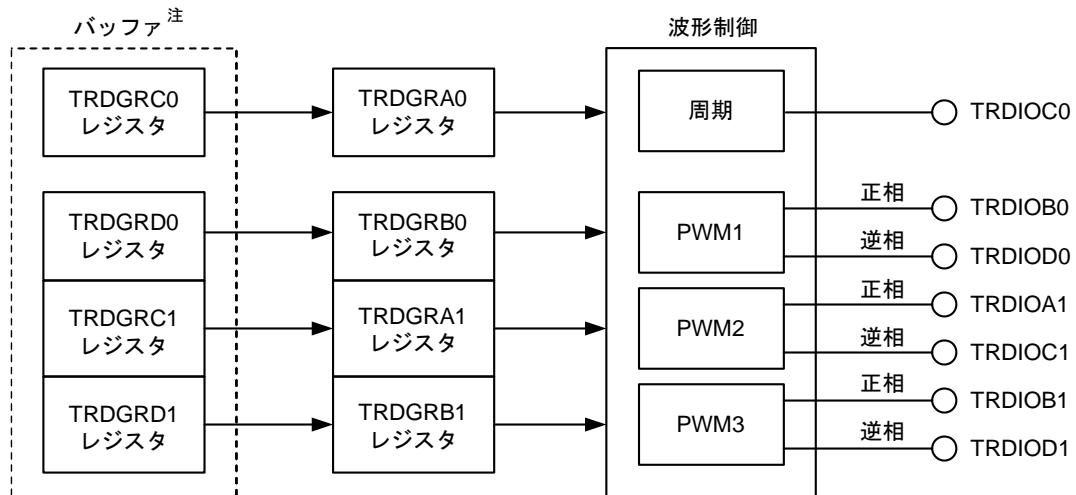 バッファ注
波形制御
TRDGRC0
レジスタ
TRDGRA0
レジスタ
周期
TRDIOC0
TRDGRD0
レジスタ
TRDGRB0
レジスタ
PWM1
正相
TRDIOB0
逆相
TRDIOD0
TRDGRC1
レジスタ
TRDGRA1
レジスタ
PWM2
正相
TRDIOA1
逆相
TRDIOC1
TRDGRD1
レジスタ
TRDGRB1
レジスタ
PWM3
正相
TRDIOB1
逆相
TRDIOD1